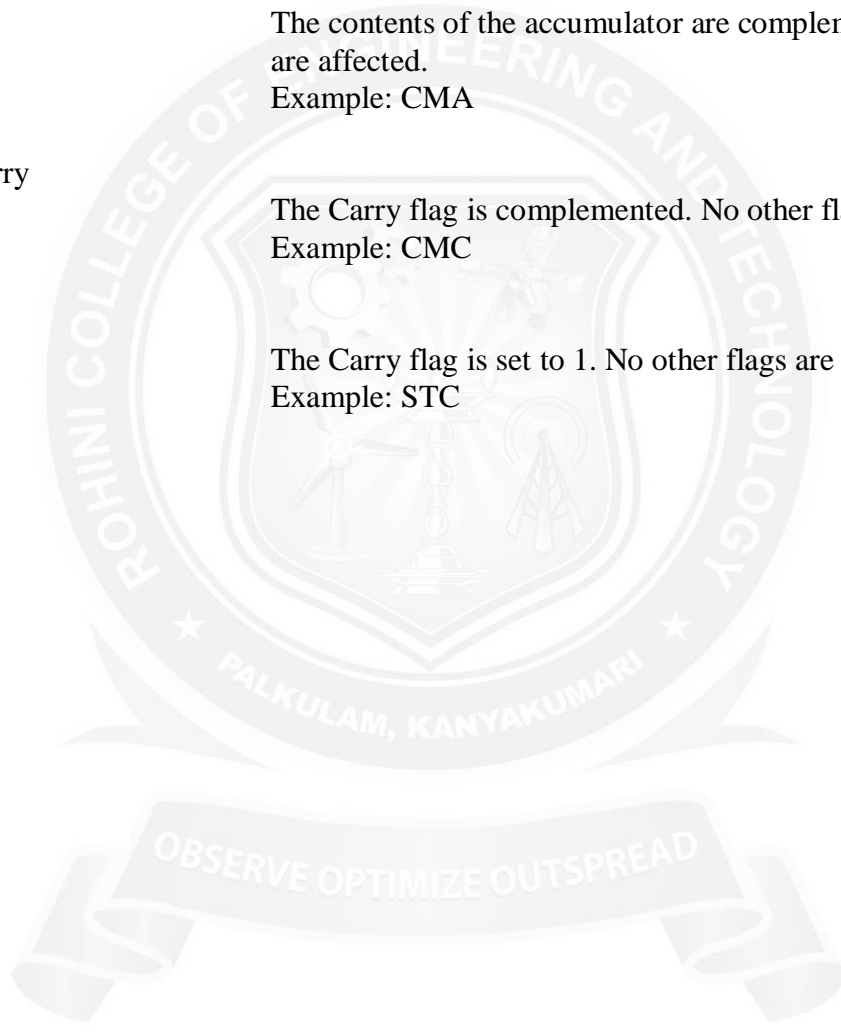 The contents of the accumulator are complem
are affected.
Example: CMA
rry
The Carry flag is complemented. No other fl
Example: CMC
The Carry flag is set to 1. No other flags are
Example: STC
ROHINI COLLEGE OF ENGINEERING AND TECHNOLOGY
PALKULAM, KANYAKUMARI
OBSERVE OPTIMIZE OUTSPREAD